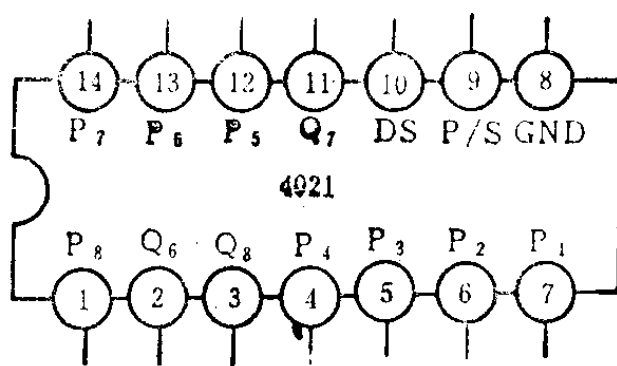 14 13 12 11 10 9 8
P₇ P₆ P₅ Q₇ DS P/S GND
4021
P₈ Q₆ Q₈ P₄ P₃ P₂ P₁
1 2 3 4 5 6 7